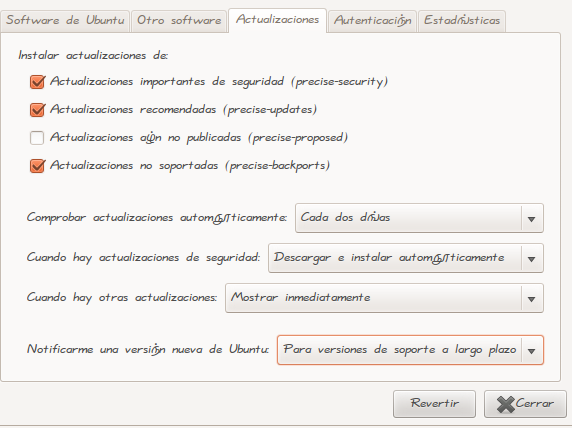 Software de Ubuntu
Otro software
Actualizaciones
Autenticación
Estadísticas
Instalar actualizaciones de:
Actualizaciones importantes de seguridad (precise-security)
Actualizaciones recomendadas (precise-updates)
Actualizaciones aún no publicadas (precise-proposed)
Actualizaciones no soportadas (precise-backports)
Comprobar actualizaciones automáticamente: Cada dos días
Cuando hay actualizaciones de seguridad: Descargar e instalar automáticamente
Cuando hay otras actualizaciones: Mostrar inmediatamente
Notificarme una versión nueva de Ubuntu: Para versiones de soporte a largo plazo
Revertir
Cerrar